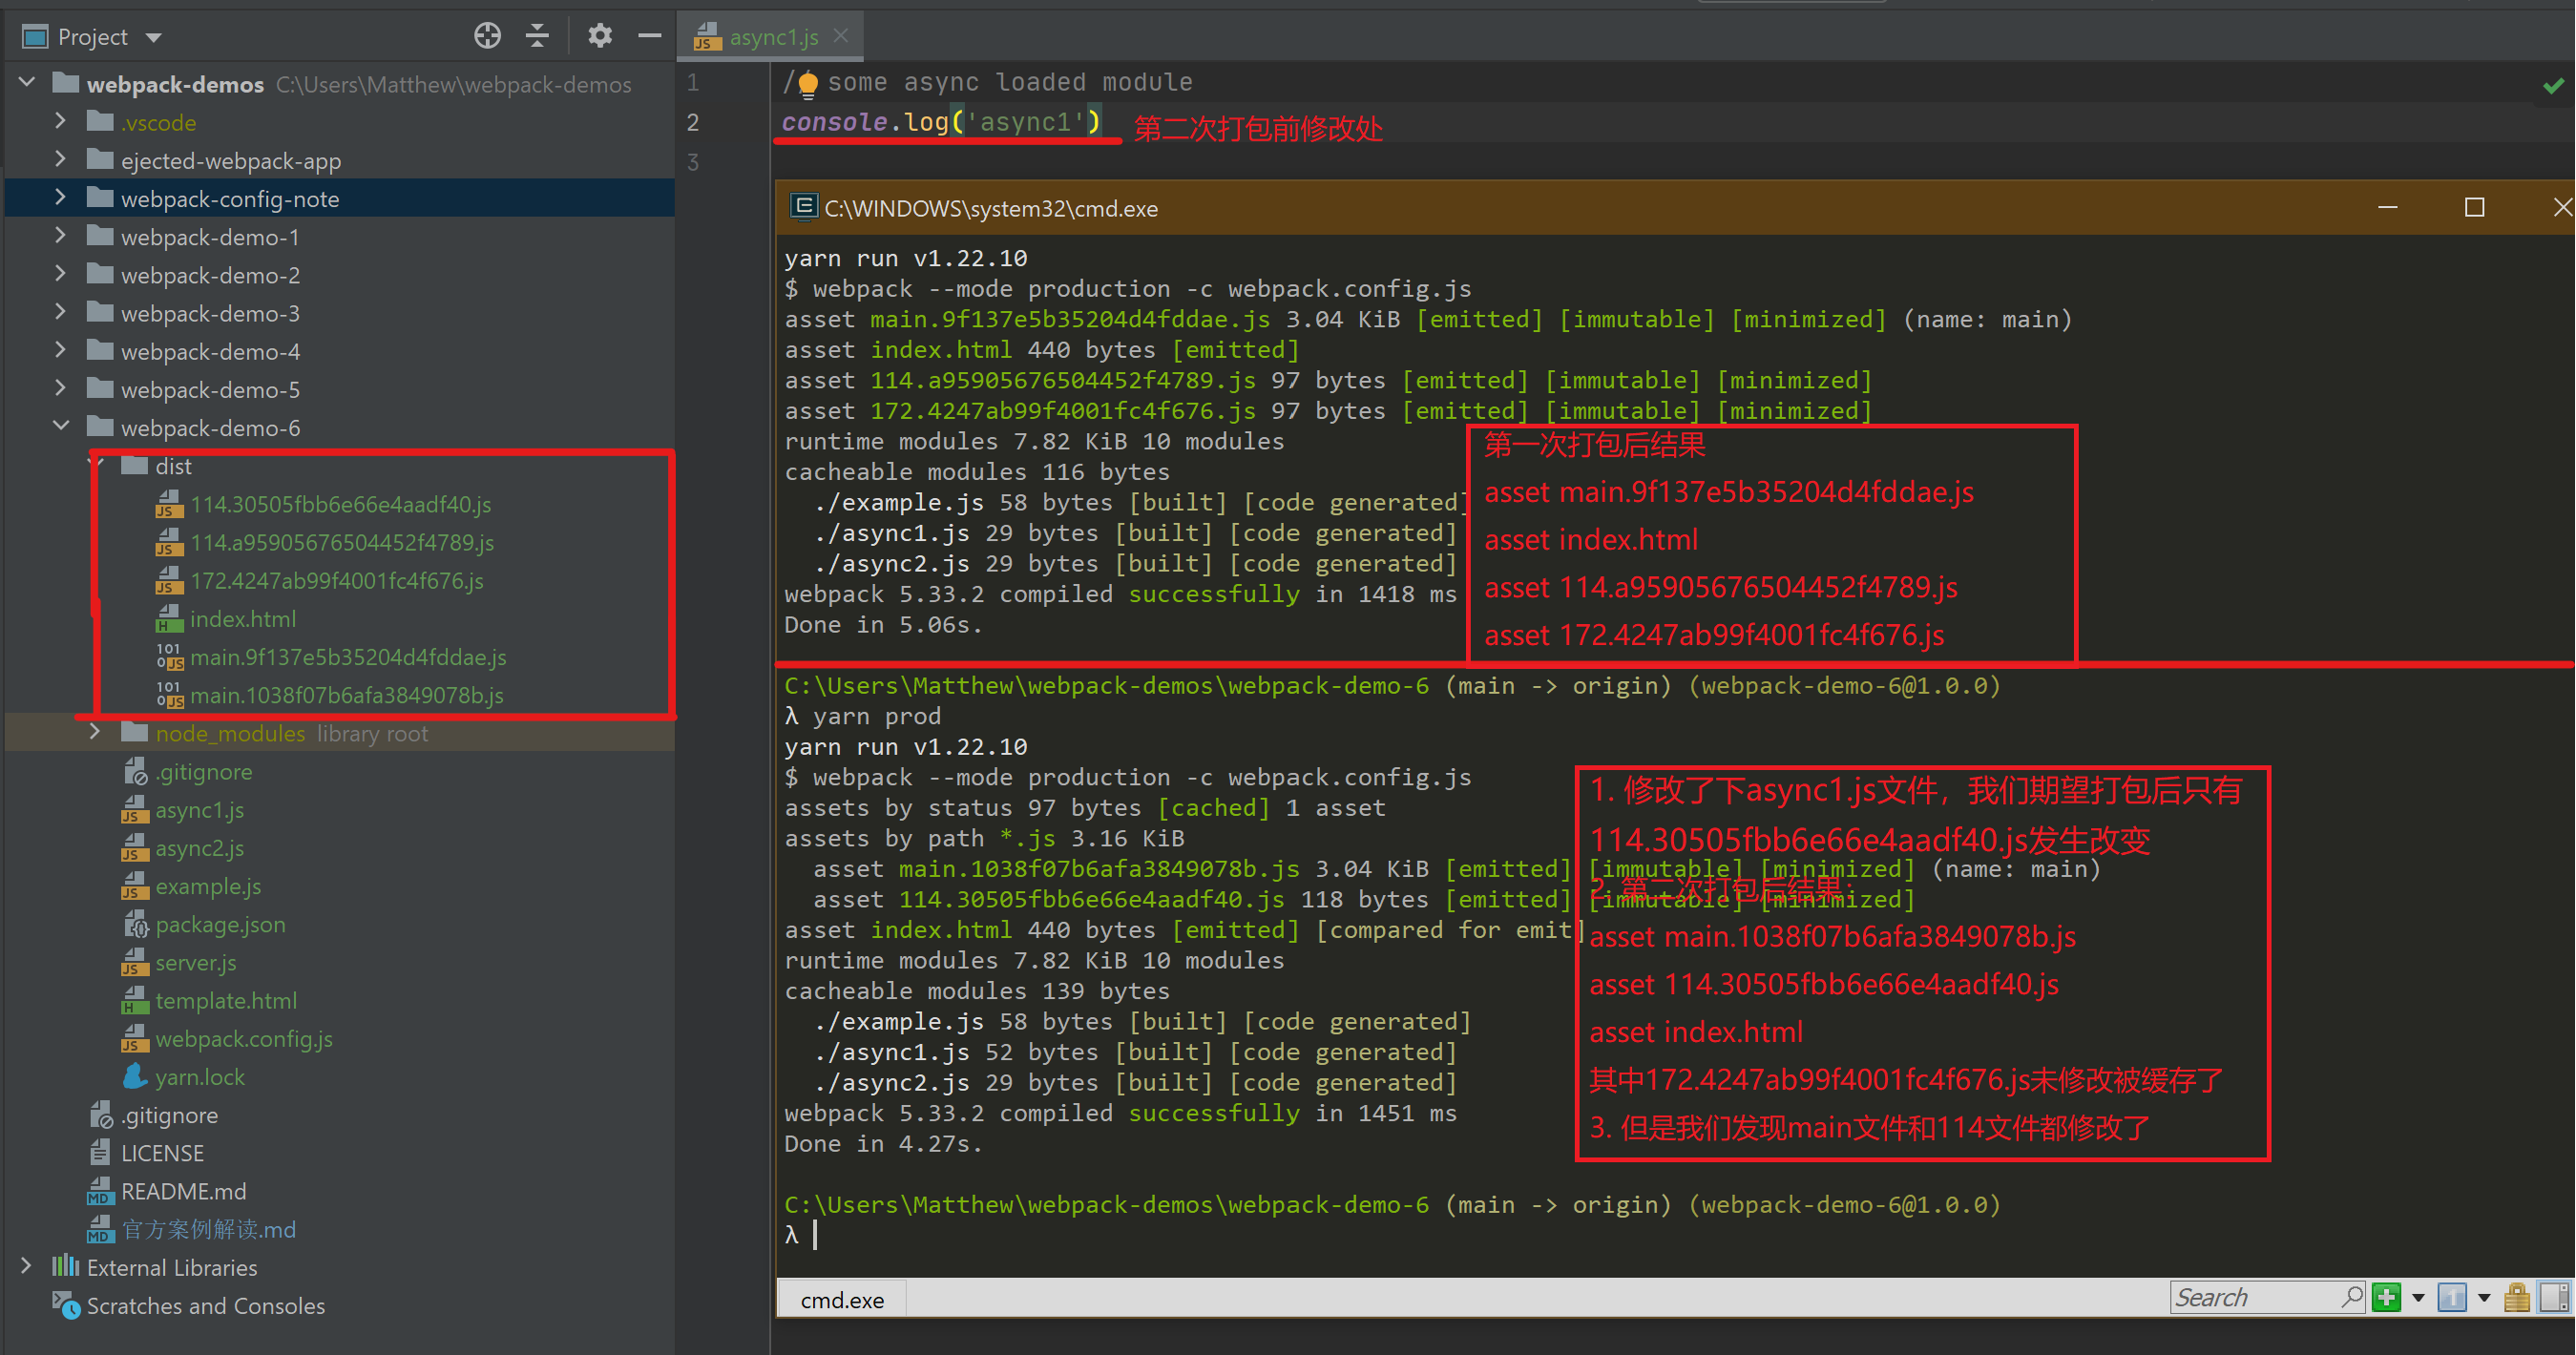 Project
webpack-demos C:\Users\Matthew\webpack-demos
.vscode
ejected-webpack-app
webpack-config-note
webpack-demo-1
webpack-demo-2
webpack-demo-3
webpack-demo-4
webpack-demo-5
webpack-demo-6
dist
114.30505fbb6e66e4aadf40.js
114.a95905676504452f4789.js
172.4247ab99f4001fc4f676.js
index.html
main.9f137e5b35204d4fddae.js
main.1038f07b6afa3849078b.js
node_modules library root
.gitignore
async1.js
async2.js
example.js
package.json
server.js
template.html
webpack.config.js
yarn.lock
.gitignore
LICENSE
README.md
官方案例解读.md
External Libraries
Scratches and Consoles
async1.js
1 // some async loaded module
2 console.log('async1') 第二次打包前修改处
3
C:\WINDOWS\system32\cmd.exe
yarn run v1.22.10
$ webpack --mode production -c webpack.config.js
asset main.9f137e5b35204d4fddae.js 3.04 KiB [emitted] [immutable] [minimized] (name: main)
asset index.html 440 bytes [emitted]
asset 114.a95905676504452f4789.js 97 bytes [emitted] [immutable] [minimized]
asset 172.4247ab99f4001fc4f676.js 97 bytes [emitted] [immutable] [minimized]
runtime modules 7.82 KiB 10 modules
cacheable modules 116 bytes
./example.js 58 bytes [built] [code generated]
./async1.js 29 bytes [built] [code generated]
./async2.js 29 bytes [built] [code generated]
webpack 5.33.2 compiled successfully in 1418 ms
Done in 5.06s.
第一次打包后结果
asset main.9f137e5b35204d4fddae.js
asset index.html
asset 114.a95905676504452f4789.js
asset 172.4247ab99f4001fc4f676.js
C:\Users\Matthew\webpack-demos\webpack-demo-6 (main -> origin) (webpack-demo-6@1.0.0)
λ yarn prod
yarn run v1.22.10
$ webpack --mode production -c webpack.config.js
assets by status 97 bytes [cached] 1 asset
assets by path *.js 3.16 KiB
asset main.1038f07b6afa3849078b.js 3.04 KiB [emitted] [immutable] [minimized] (name: main)
asset 114.30505fbb6e66e4aadf40.js 118 bytes [emitted] [immutable] [minimized]
asset index.html 440 bytes [emitted] [compared for emit]
runtime modules 7.82 KiB 10 modules
cacheable modules 139 bytes
./example.js 58 bytes [built] [code generated]
./async1.js 52 bytes [built] [code generated]
./async2.js 29 bytes [built] [code generated]
webpack 5.33.2 compiled successfully in 1451 ms
Done in 4.27s.
1. 修改了下async1.js文件，我们期望打包后只有
114.30505fbb6e66e4aadf40.js发生改变
2. 第二次打包后结果：
asset main.1038f07b6afa3849078b.js
asset 114.30505fbb6e66e4aadf40.js
asset index.html
其中172.4247ab99f4001fc4f676.js未修改被缓存了
3. 但是我们发现main文件和114文件都修改了
C:\Users\Matthew\webpack-demos\webpack-demo-6 (main -> origin) (webpack-demo-6@1.0.0)
λ
cmd.exe
Search